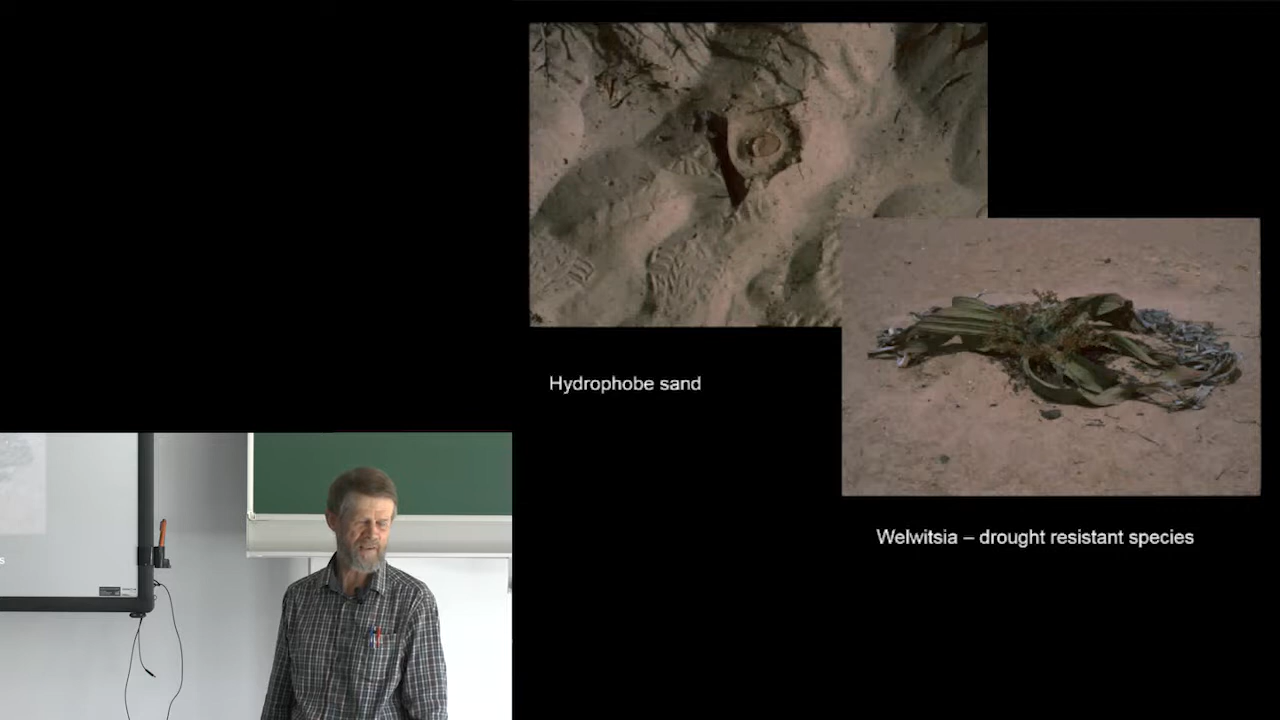 Hydrophobe sand
Welwitsia – drought resistant species
s